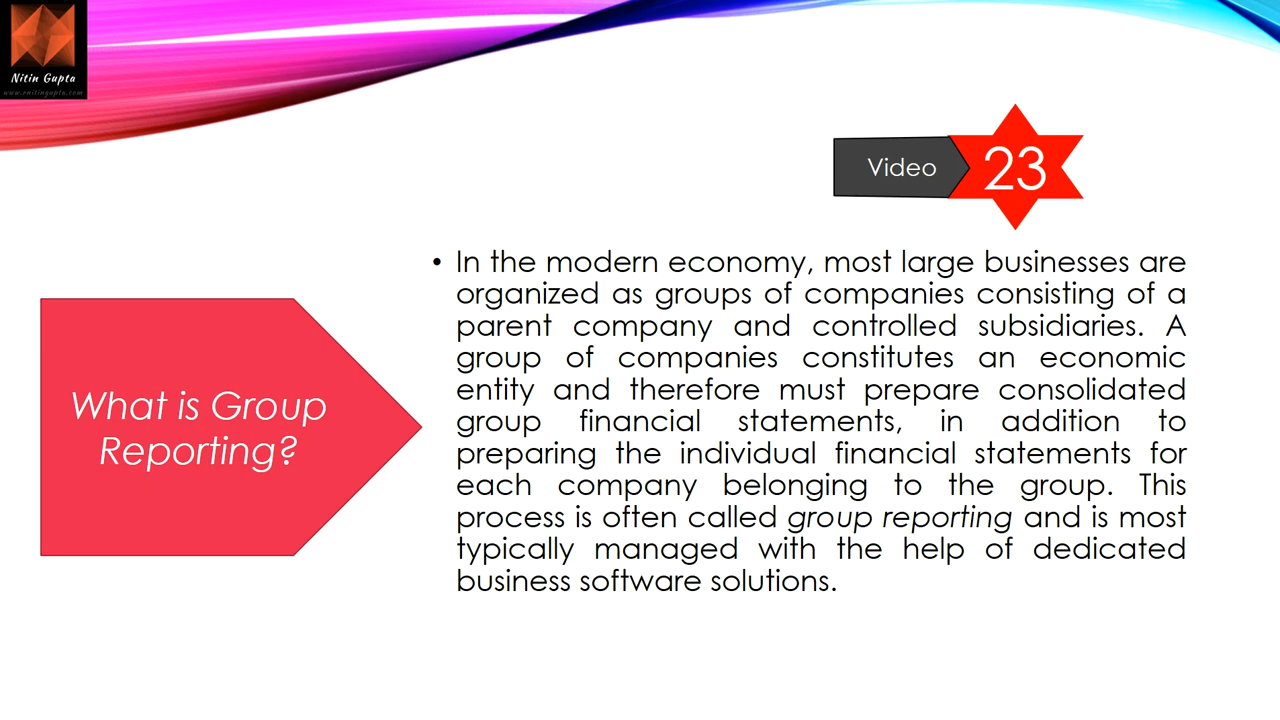 Nitin Gupta
www.rnitingupta.com
Video
23
What is Group
Reporting?
• In the modern economy, most large businesses are
organized as groups of companies consisting of a
parent company and controlled subsidiaries. A
group of companies constitutes an economic
entity and therefore must prepare consolidated
group financial statements, in addition to
preparing the individual financial statements for
each company belonging to the group. This
process is often called group reporting and is most
typically managed with the help of dedicated
business software solutions.